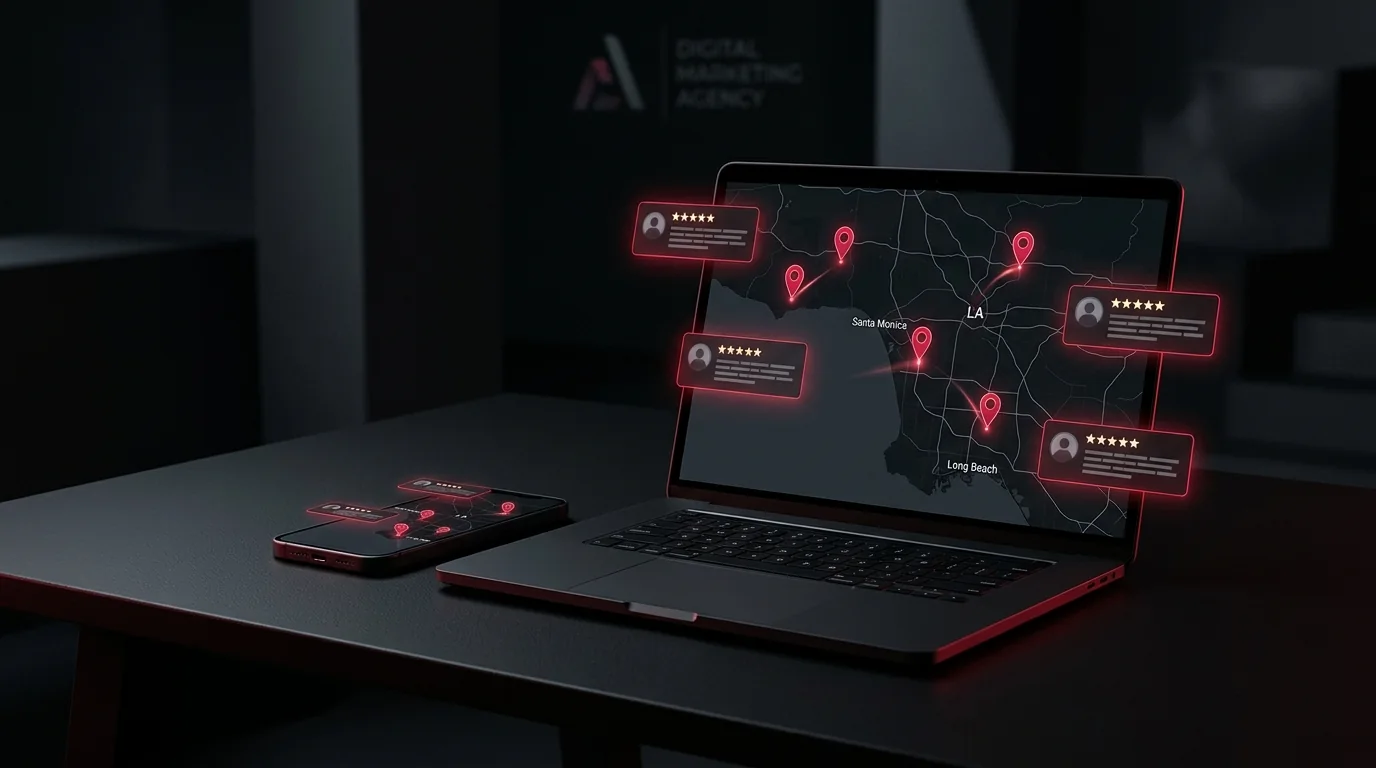 DIGITAL
MARKETING
AGENCY
Santa Monica
LA
Long Beach